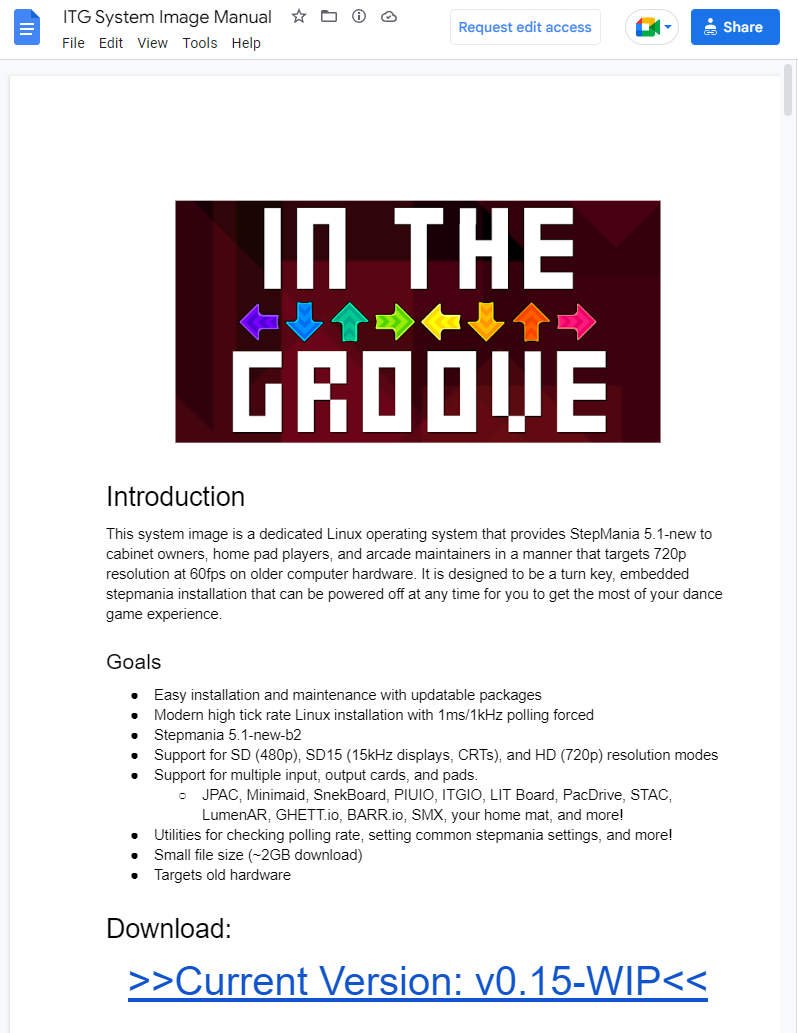 ITG System Image Manual
File Edit View Tools Help
Request edit access
Share
IN THE
GROOVE
Introduction
This system image is a dedicated Linux operating system that provides StepMania 5.1-new to
cabinet owners, home pad players, and arcade maintainers in a manner that targets 720p
resolution at 60fps on older computer hardware. It is designed to be a turn key, embedded
stepmania installation that can be powered off at any time for you to get the most of your dance
game experience.
Goals
● Easy installation and maintenance with updatable packages
● Modern high tick rate Linux installation with 1ms/1kHz polling forced
● Stepmania 5.1-new-b2
● Support for SD (480p), SD15 (15kHz displays, CRTs), and HD (720p) resolution modes
● Support for multiple input, output cards, and pads.
○ JPAC, Minimaid, SnekBoard, PIUIO, ITGIO, LIT Board, PacDrive, STAC,
LumenAR, GHETT.io, BARR.io, SMX, your home mat, and more!
● Utilities for checking polling rate, setting common stepmania settings, and more!
● Small file size (~2GB download)
● Targets old hardware
Download:
>>Current Version: v0.15-WIP<<